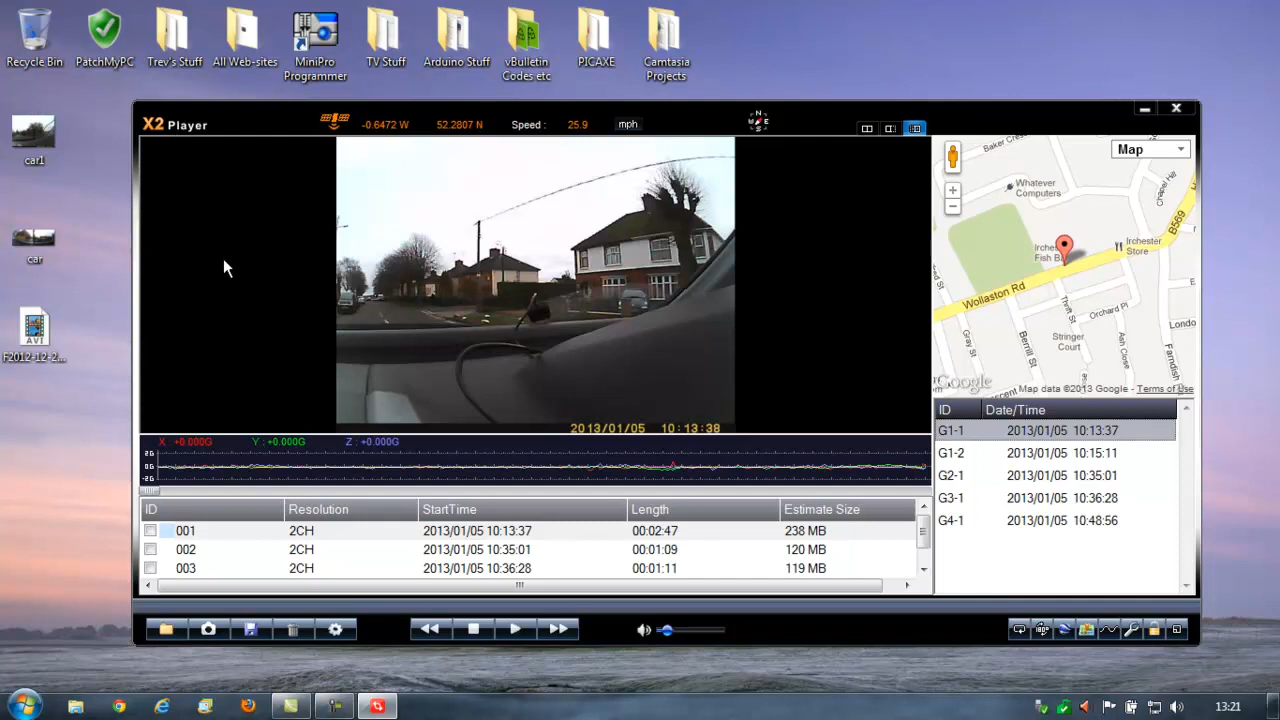 Recycle Bin
PatchMyPC
Trev's Stuff
All Web-sites
MiniPro
Programmer
TV Stuff
Arduino Stuff
vBulletin
Codes etc
PICAXE
Camtasia
Projects
car1
car
AVI
F2012-12-2...
X2 Player
-0.6472 W
52.2807 N
Speed :
25.9
mph
N
W E
S
Map
Baker Cresc
Whatever
Computers
Chapel Hill
B569
Irchester
Store
Wollaston Rd
Thrift St
Orchard Pl
Gray St
Berrill St
Stringer
Court
Ash Close
Farndish
Londo
Google
Map data ©2013 Google - Terms of Use
2013/01/05 10:13:38
X : +0.000G
Y : +0.000G
Z : +0.000G
2G
0G
-2G
ID Date/Time
G1-1 2013/01/05 10:13:37
G1-2 2013/01/05 10:15:11
G2-1 2013/01/05 10:35:01
G3-1 2013/01/05 10:36:28
G4-1 2013/01/05 10:48:56
ID Resolution StartTime Length Estimate Size
001 2CH 2013/01/05 10:13:37 00:02:47 238 MB
002 2CH 2013/01/05 10:35:01 00:01:09 120 MB
003 2CH 2013/01/05 10:36:28 00:01:11 119 MB
13:21